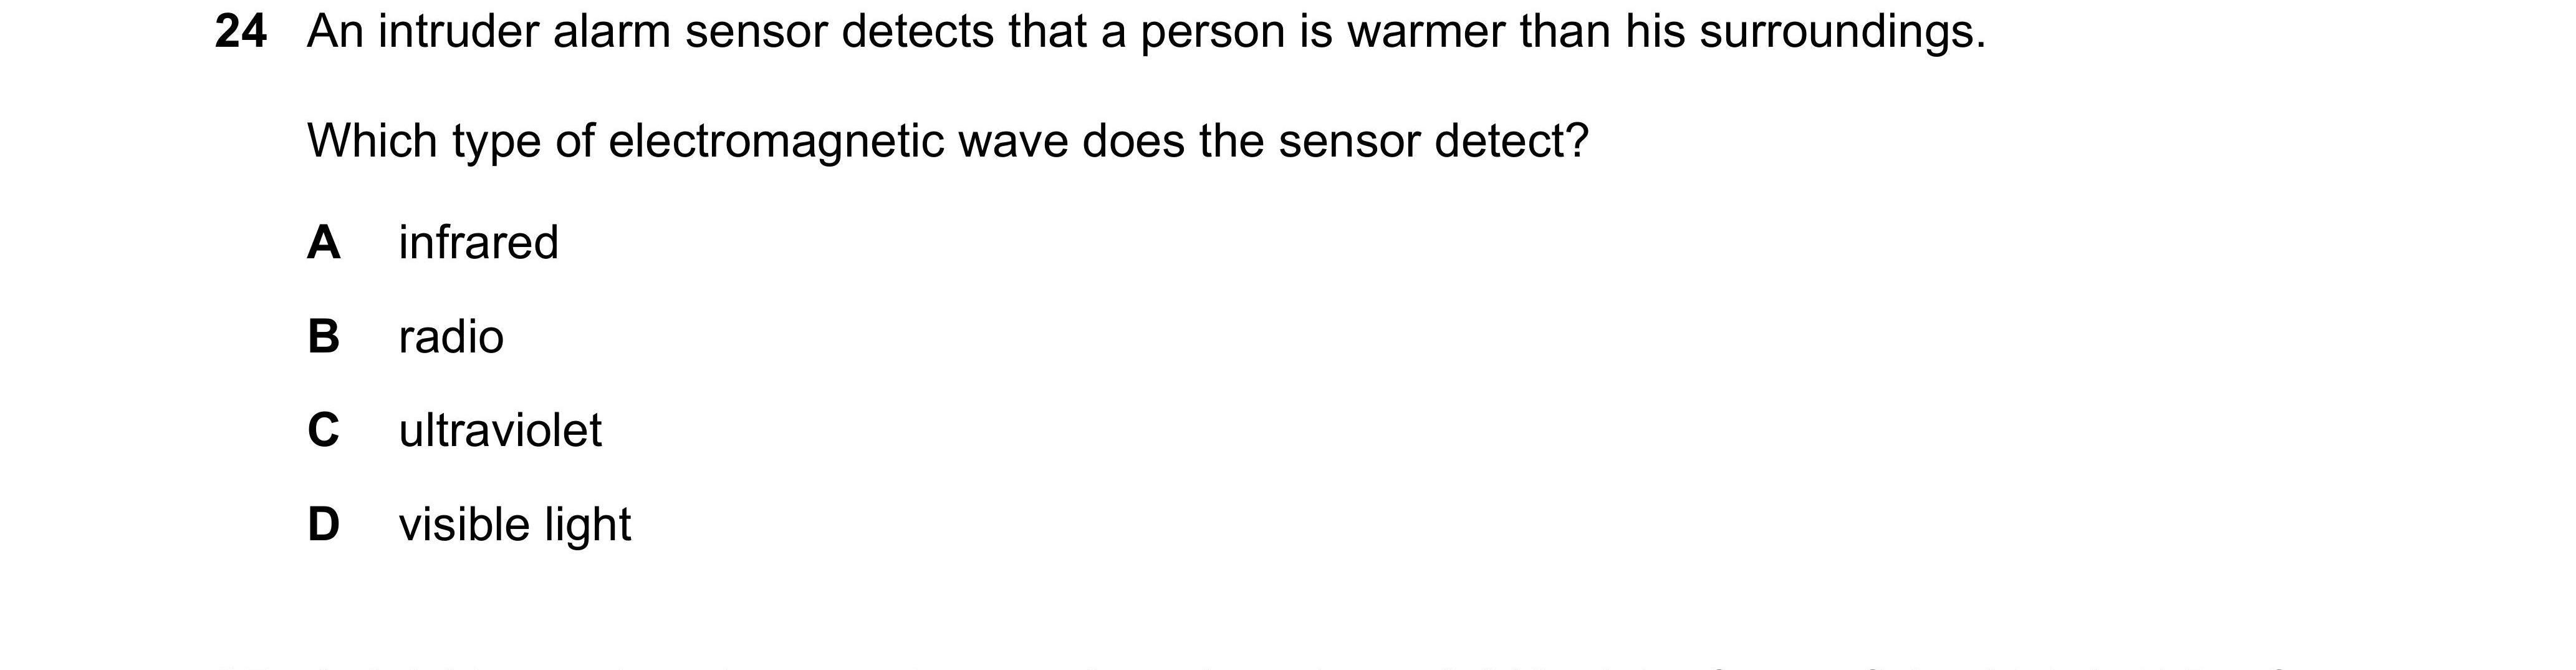 24 An intruder alarm sensor detects that a person is warmer than his surroundings.
Which type of electromagnetic wave does the sensor detect?
A infrared
B radio
C ultraviolet
D visible light